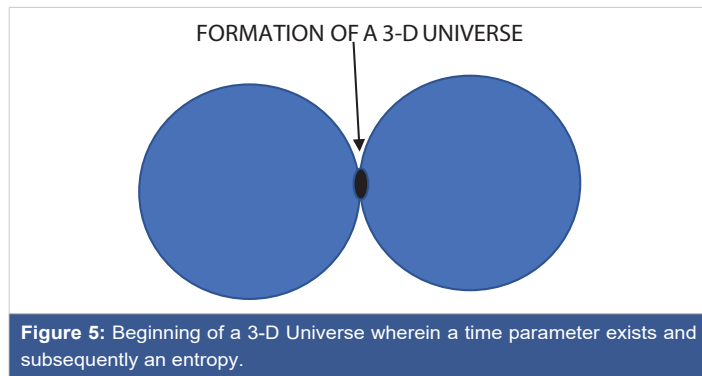 FORMATION OF A 3-D UNIVERSE
Figure 5: Beginning of a 3-D Universe wherein a time parameter exists and
subsequently an entropy.